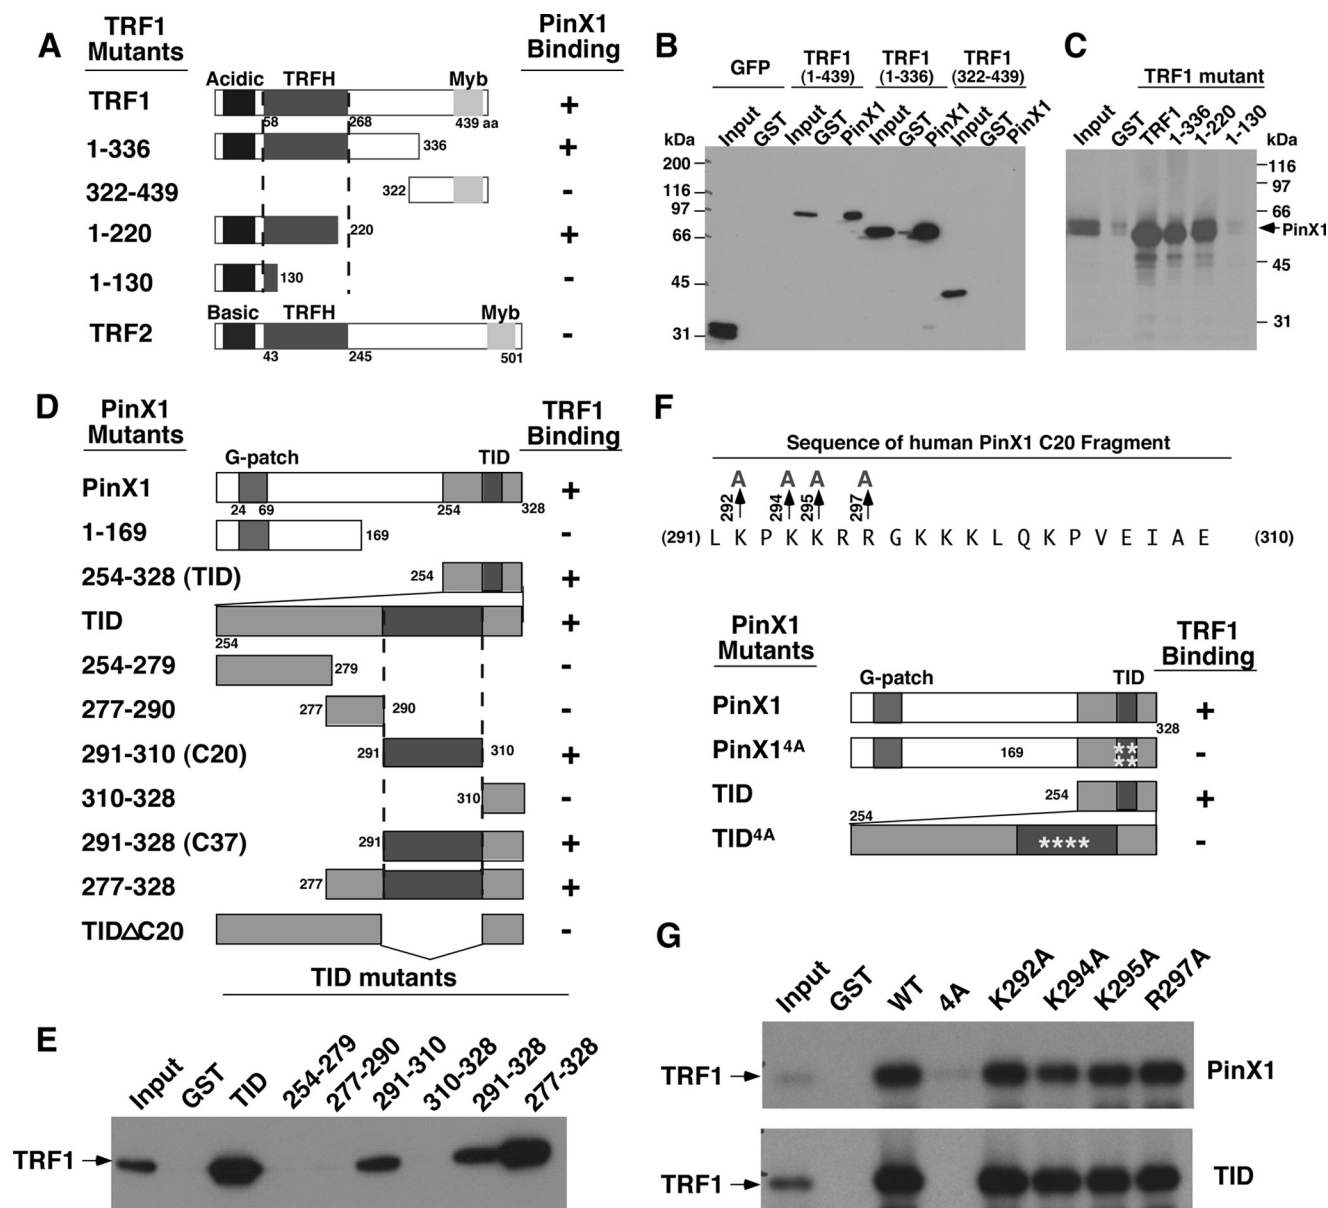 A
TRF1 Mutants
PinX1 Binding
Acidic TRFH Myb
TRF1 +
58 268 439 aa
1-336 336 +
322-439 322 -
1-220 220 +
1-130 130 -
Basic TRFH Myb
TRF2 -
43 245 501
B
GFP TRF1 (1-439) TRF1 (1-336) TRF1 (322-439)
Input GST Input GST PinX1 Input GST PinX1 Input GST PinX1
kDa
200
116
97
66
45
31
C
TRF1 mutant
Input GST TRF1 1-336 1-220 1-130
kDa
116
97
66
PinX1
45
31
D
PinX1 Mutants
TRF1 Binding
G-patch TID
PinX1 +
24 69 254 328
1-169 169 -
254-328 (TID) 254 +
TID +
254
254-279 279 -
277-290 277 290 -
291-310 (C20) 291 310 +
310-328 310 -
291-328 (C37) 291 +
277-328 277 +
TID∆C20 -
TID mutants
E
Input GST TID 254-279 277-290 291-310 310-328 291-328 277-328
TRF1
F
Sequence of human PinX1 C20 Fragment
A A A A
292 294 295 297
(291) L K P K K R R G K K K L Q K P V E I A E (310)
PinX1 Mutants
TRF1 Binding
G-patch TID
PinX1 +
328
PinX1 4A 169 ** ** -
TID 254 +
254
TID 4A **** -
G
Input GST WT 4A K292A K294A K295A R297A
TRF1 PinX1
TRF1 TID